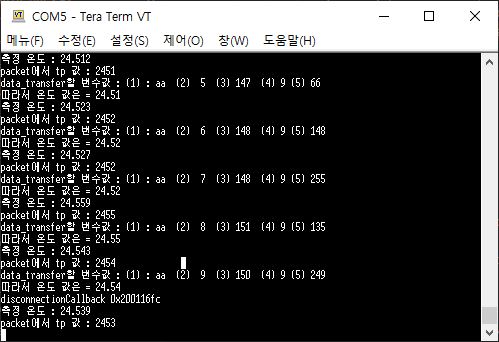 COM5 - Tera Term VT
메뉴(F) 수정(E) 설정(S) 제어(O) 창(W) 도움말(H)
측정 온도 : 24.512
packet에서 tp 값 : 2451
data_transfer할 변수값 : (1) : aa (2) 5 (3) 147 (4) 9 (5) 66
따라서 온도 값은 = 24.51
측정 온도 : 24.523
packet에서 tp 값 : 2452
data_transfer할 변수값 : (1) : aa (2) 6 (3) 148 (4) 9 (5) 148
따라서 온도 값은 = 24.52
측정 온도 : 24.527
packet에서 tp 값 : 2452
data_transfer할 변수값 : (1) : aa (2) 7 (3) 148 (4) 9 (5) 255
따라서 온도 값은 = 24.52
측정 온도 : 24.559
packet에서 tp 값 : 2455
data_transfer할 변수값 : (1) : aa (2) 8 (3) 151 (4) 9 (5) 135
따라서 온도 값은 = 24.55
측정 온도 : 24.543
packet에서 tp 값 : 2454
data_transfer할 변수값 : (1) : aa (2) 9 (3) 150 (4) 9 (5) 249
따라서 온도 값은 = 24.54
disconnectionCallback 0x200116fc
측정 온도 : 24.539
packet에서 tp 값 : 2453